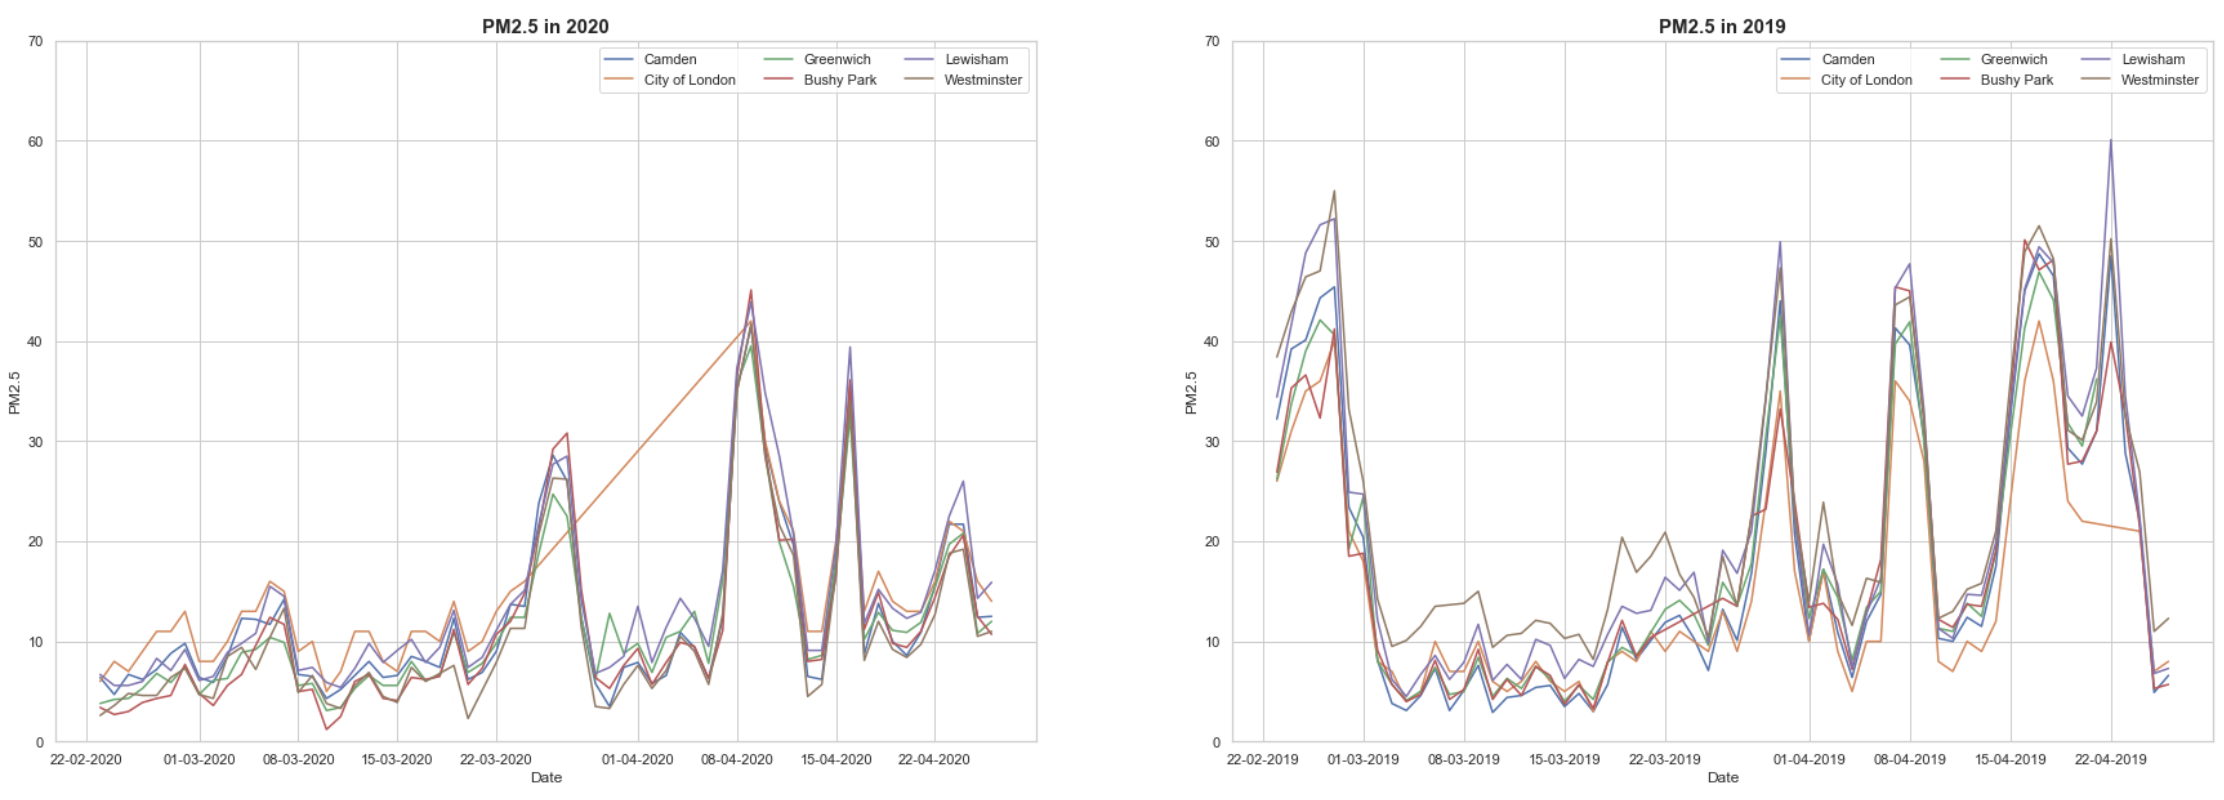 PM2.5 in 2020
70
60
50
40
30
20
10
0
PM2.5
Camden
City of London
Greenwich
Bushy Park
Lewisham
Westminster
22-02-2020
01-03-2020
08-03-2020
15-03-2020
22-03-2020
01-04-2020
08-04-2020
15-04-2020
22-04-2020
Date
PM2.5 in 2019
70
60
50
40
30
20
10
0
PM2.5
Camden
City of London
Greenwich
Bushy Park
Lewisham
Westminster
22-02-2019
01-03-2019
08-03-2019
15-03-2019
22-03-2019
01-04-2019
08-04-2019
15-04-2019
22-04-2019
Date